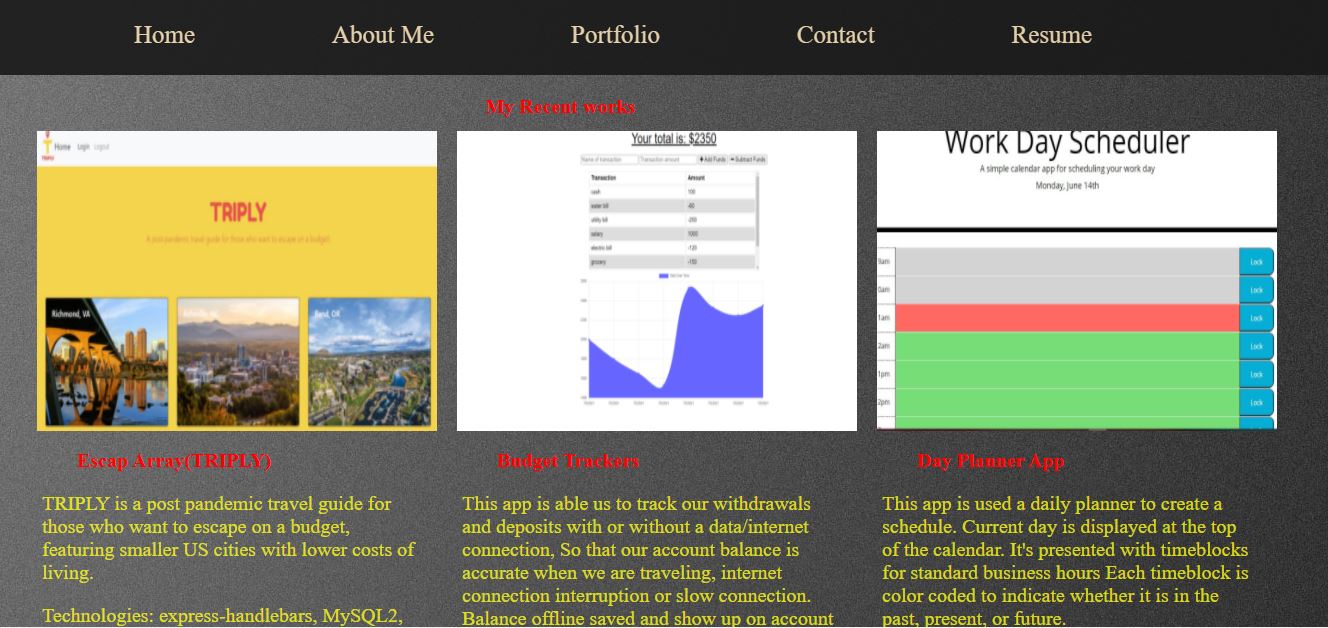 Home About Me Portfolio Contact Resume
My Recent works
Home Login Logout
TRIPLY
TRIPLY
A post-pandemic travel guide for those who want to escape on a budget!
Richmond, VA
Bend, OR
Your total is: $2350
Name of transaction Transaction amount Add Funds Subtract Funds
Transaction Amount
cash 100
water bill -60
utility bill
salary 1000
electric bill -120
grocery -150
Work Day Scheduler
A simple calendar app for scheduling your work day
Monday, June 14th
9am Lock
0am Lock
1am Lock
2am Lock
1pm Lock
2pm Lock
Escap Array(TRIPLY)
TRIPLY is a post pandemic travel guide for
those who want to escape on a budget,
featuring smaller US cities with lower costs of
living.
Technologies: express-handlebars, MySQL2,
Budget Trackers
This app is able us to track our withdrawals
and deposits with or without a data/internet
connection, So that our account balance is
accurate when we are traveling, internet
connection interruption or slow connection.
Balance offline saved and show up on account
Day Planner App
This app is used a daily planner to create a
schedule. Current day is displayed at the top
of the calendar. It's presented with timeblocks
for standard business hours Each timeblock is
color coded to indicate whether it is in the
past, present, or future.